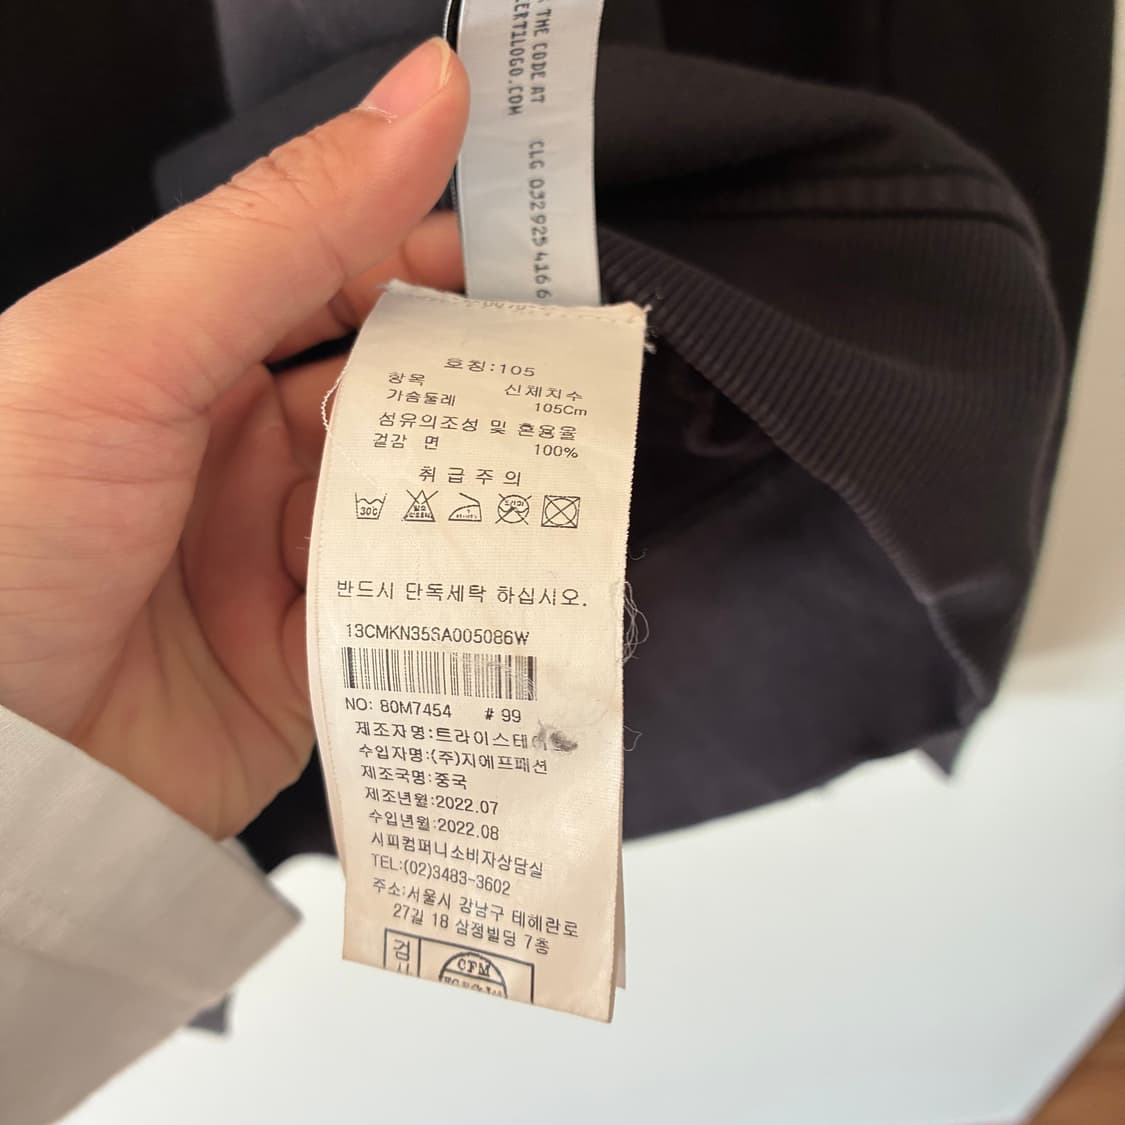 THE CODE AT
CERTILOGO.COM
CLG 032 925 416 6
호칭:105
항목 신체치수
가슴둘레 105Cm
섬유의조성 및 혼용율
겉감 면 100%
취급주의
30℃
반드시 단독세탁 하십시오.
13CMKN35SA005086W
NO: 80M7454 # 99
제조자명:트라이스테
수입자명:(주)지에프패션
제조국명:중국
제조년월:2022.07
수입년월:2022.08
시피컴퍼니소비자상담실
TEL:(02)3483-3602
주소:서울시 강남구 테헤란로
27길 18 삼정빌딩 7층
검